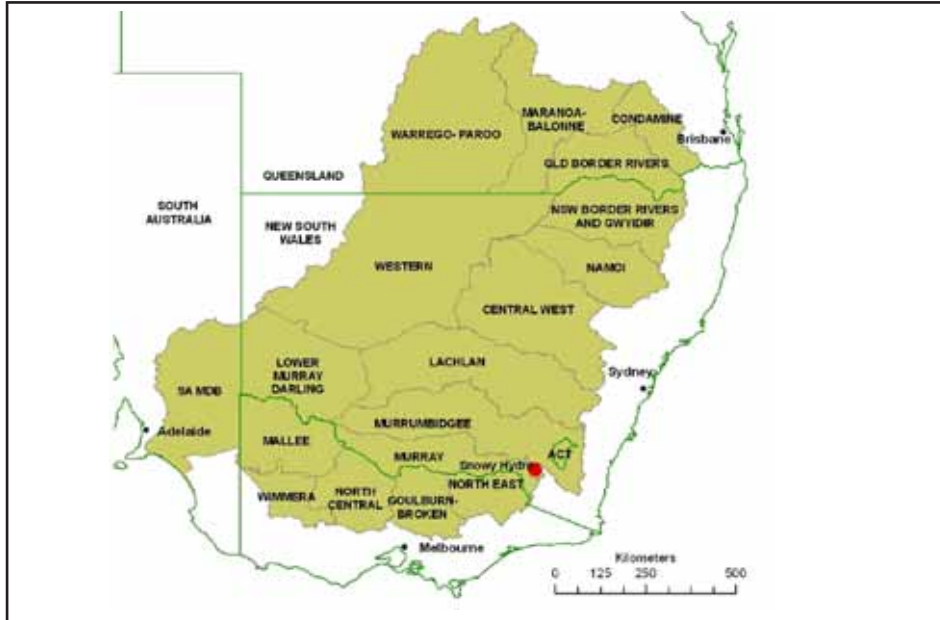 MARANOA-
BALONNE
CONDAMINE
WARREGO- PAROO
Brisbane
QLD BORDER RIVERS
QUEENSLAND
SOUTH
AUSTRALIA
NSW BORDER RIVERS
AND GWYIDIR
NEW SOUTH
WALES
WESTERN
NAMOI
CENTRAL WEST
LACHLAN
LOWER
MURRAY
DARLING
Sydney
SA MDB
MURRUMBIDGEE
Adelaide
MALLEE
MURRAY
ACT
Snowy Hydro
NORTH EAST
WIMMERA
NORTH
CENTRAL
GOULBURN-
BROKEN
Melbourne
Kilometers
0 125 250 500